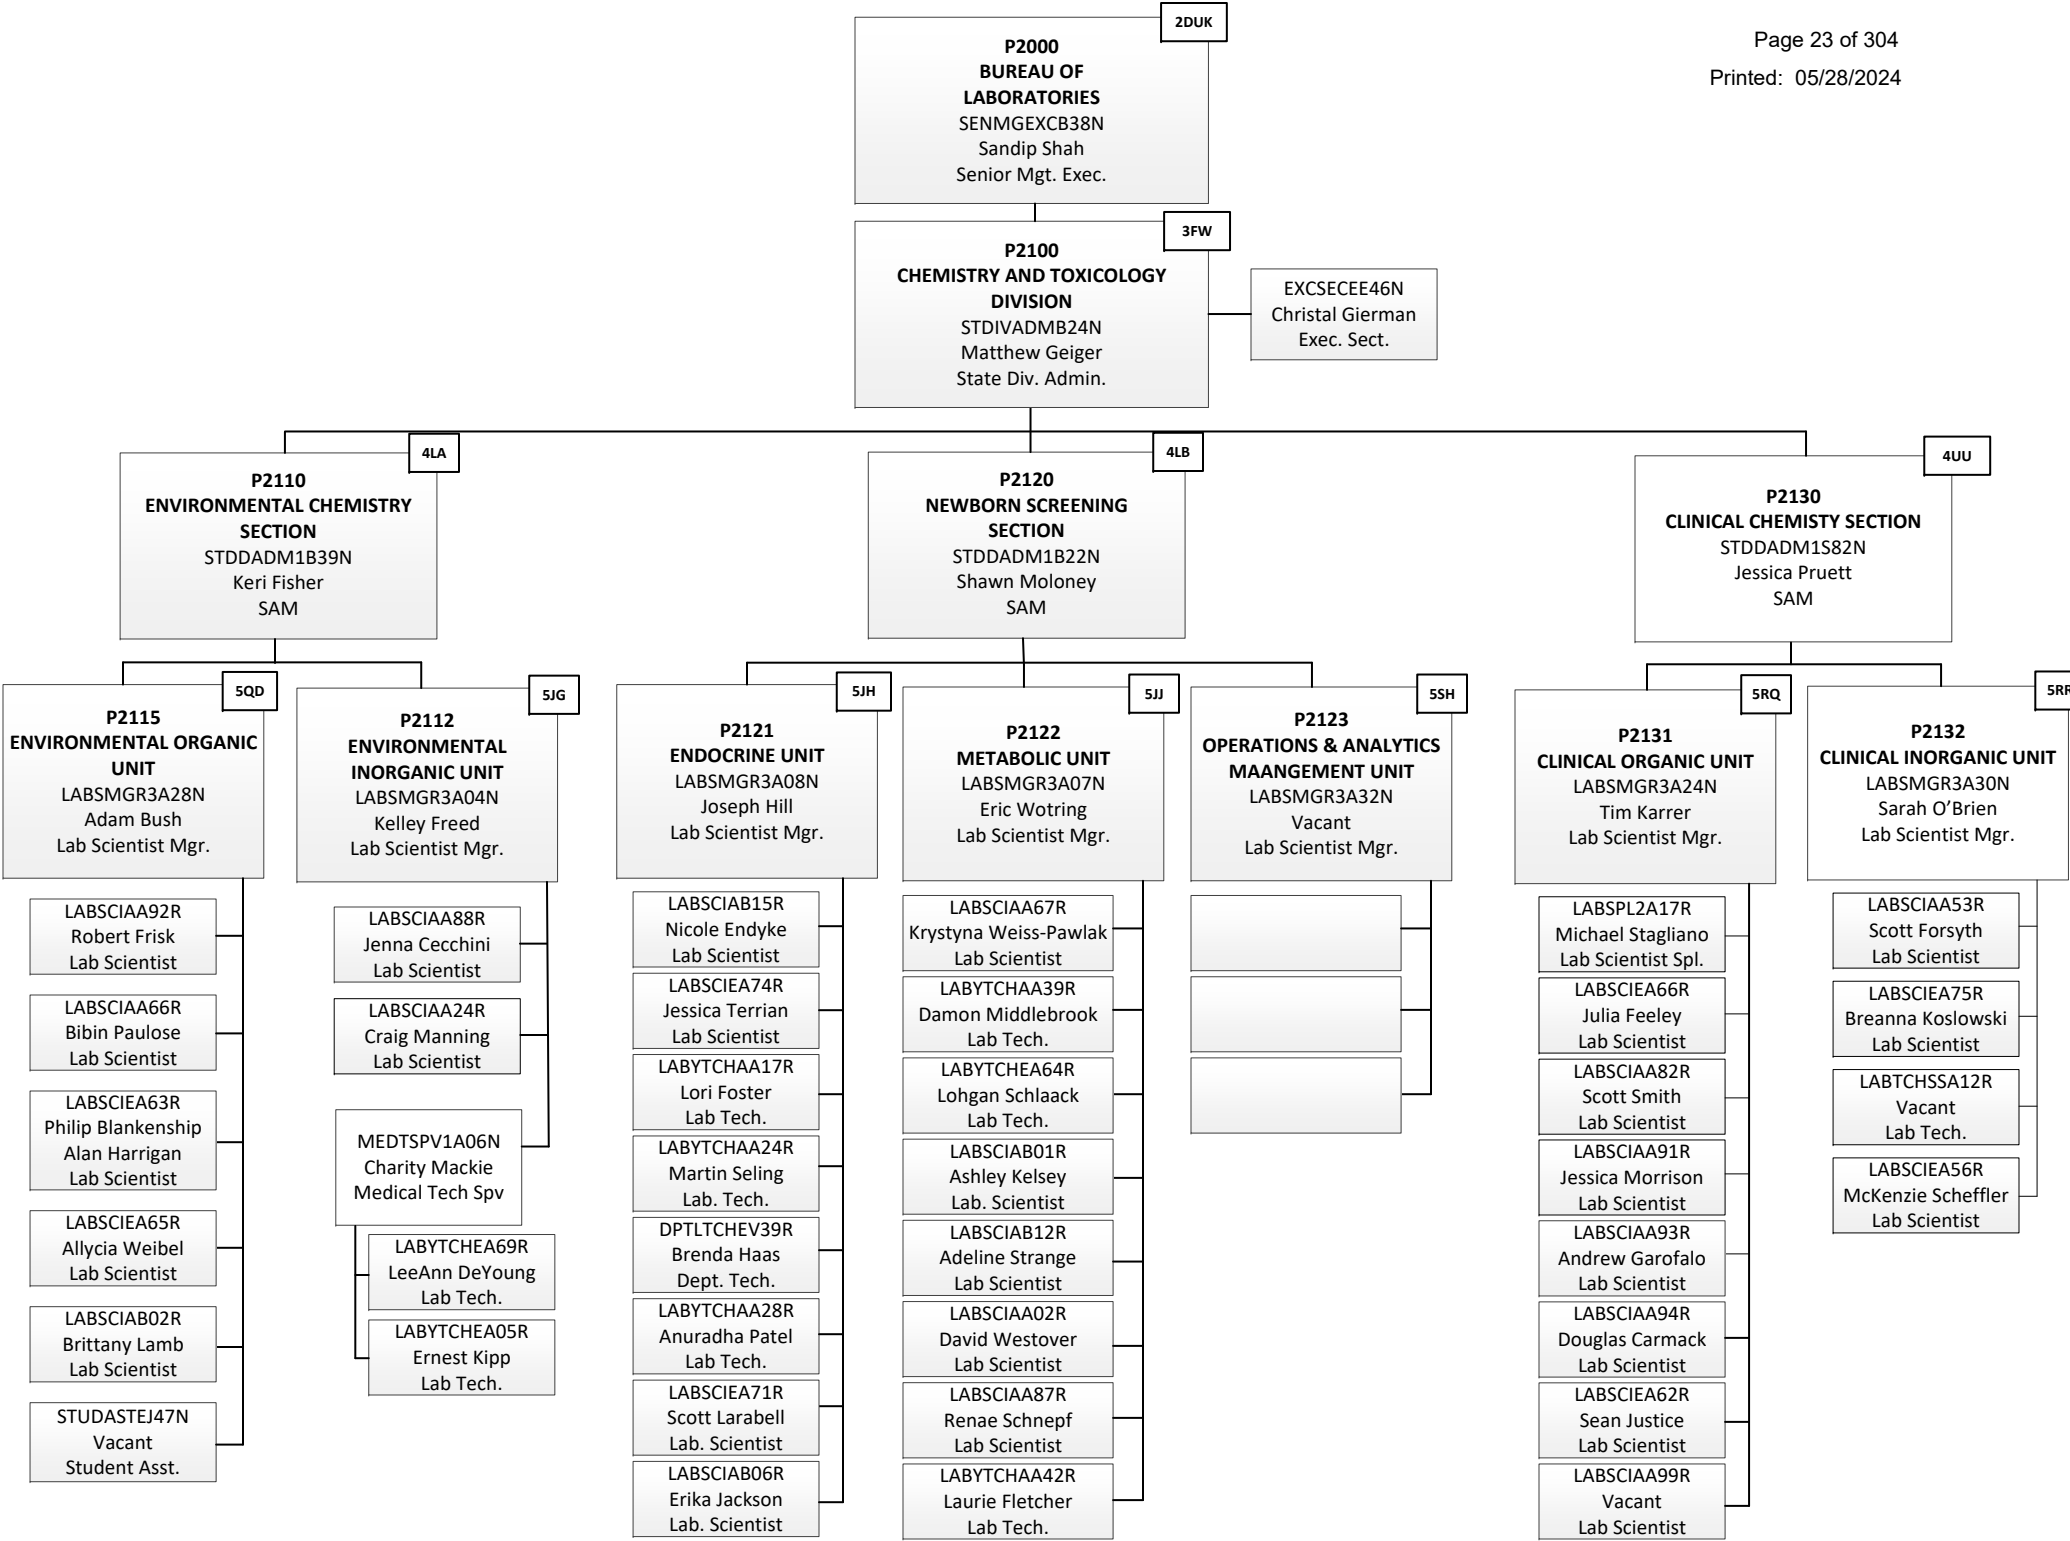 Page 23 of 304
Printed: 05/28/2024
2DUK
P2000
BUREAU OF
LABORATORIES
SENMGEXCB38N
Sandip Shah
Senior Mgt. Exec.
3FW
P2100
CHEMISTRY AND TOXICOLOGY
DIVISION
STDIVADMB24N
Matthew Geiger
State Div. Admin.
EXCSECEE46N
Christal Gierman
Exec. Sect.
4LA
P2110
ENVIRONMENTAL CHEMISTRY
SECTION
STDDADM1B39N
Keri Fisher
SAM
4LB
P2120
NEWBORN SCREENING
SECTION
STDDADM1B22N
Shawn Moloney
SAM
4UU
P2130
CLINICAL CHEMISTY SECTION
STDDADM1S82N
Jessica Pruett
SAM
5QD
P2115
ENVIRONMENTAL ORGANIC
UNIT
LABSMGR3A28N
Adam Bush
Lab Scientist Mgr.
LABSCIAA92R
Robert Frisk
Lab Scientist
LABSCIAA66R
Bibin Paulose
Lab Scientist
LABSCIEA63R
Philip Blankenship
Alan Harrigan
Lab Scientist
LABSCIEA65R
Allycia Weibel
Lab Scientist
LABSCIAB02R
Brittany Lamb
Lab Scientist
STUDASTEJ47N
Vacant
Student Asst.
5JG
P2112
ENVIRONMENTAL
INORGANIC UNIT
LABSMGR3A04N
Kelley Freed
Lab Scientist Mgr.
LABSCIAA88R
Jenna Cecchini
Lab Scientist
LABSCIAA24R
Craig Manning
Lab Scientist
MEDTSPV1A06N
Charity Mackie
Medical Tech Spv
LABYTCHEA69R
LeeAnn DeYoung
Lab Tech.
LABYTCHEA05R
Ernest Kipp
Lab Tech.
5JH
P2121
ENDOCRINE UNIT
LABSMGR3A08N
Joseph Hill
Lab Scientist Mgr.
LABSCIAB15R
Nicole Endyke
Lab Scientist
LABSCIEA74R
Jessica Terrian
Lab Scientist
LABYTCHAA17R
Lori Foster
Lab Tech.
LABYTCHAA24R
Martin Seling
Lab. Tech.
DPTLTCHEV39R
Brenda Haas
Dept. Tech.
LABYTCHAA28R
Anuradha Patel
Lab Tech.
LABSCIEA71R
Scott Larabell
Lab. Scientist
LABSCIAB06R
Erika Jackson
Lab. Scientist
5JJ
P2122
METABOLIC UNIT
LABSMGR3A07N
Eric Wotring
Lab Scientist Mgr.
LABSCIAA67R
Krystyna Weiss-Pawlak
Lab Scientist
LABYTCHAA39R
Damon Middlebrook
Lab Tech.
LABYTCHEA64R
Lohgan Schlaack
Lab Tech.
LABSCIAB01R
Ashley Kelsey
Lab. Scientist
LABSCIAB12R
Adeline Strange
Lab Scientist
LABSCIAA02R
David Westover
Lab Scientist
LABSCIAA87R
Renae Schnepf
Lab Scientist
LABYTCHAA42R
Laurie Fletcher
Lab Tech.
5SH
P2123
OPERATIONS & ANALYTICS
MAANGEMENT UNIT
LABSMGR3A32N
Vacant
Lab Scientist Mgr.
5RQ
P2131
CLINICAL ORGANIC UNIT
LABSMGR3A24N
Tim Karrer
Lab Scientist Mgr.
LABSPL2A17R
Michael Stagliano
Lab Scientist Spl.
LABSCIEA66R
Julia Feeley
Lab Scientist
LABSCIAA82R
Scott Smith
Lab Scientist
LABSCIAA91R
Jessica Morrison
Lab Scientist
LABSCIAA93R
Andrew Garofalo
Lab Scientist
LABSCIAA94R
Douglas Carmack
Lab Scientist
LABSCIEA62R
Sean Justice
Lab Scientist
LABSCIAA99R
Vacant
Lab Scientist
5RR
P2132
CLINICAL INORGANIC UNIT
LABSMGR3A30N
Sarah O’Brien
Lab Scientist Mgr.
LABSCIAA53R
Scott Forsyth
Lab Scientist
LABSCIEA75R
Breanna Koslowski
Lab Scientist
LABTCHSSA12R
Vacant
Lab Tech.
LABSCIEA56R
McKenzie Scheffler
Lab Scientist